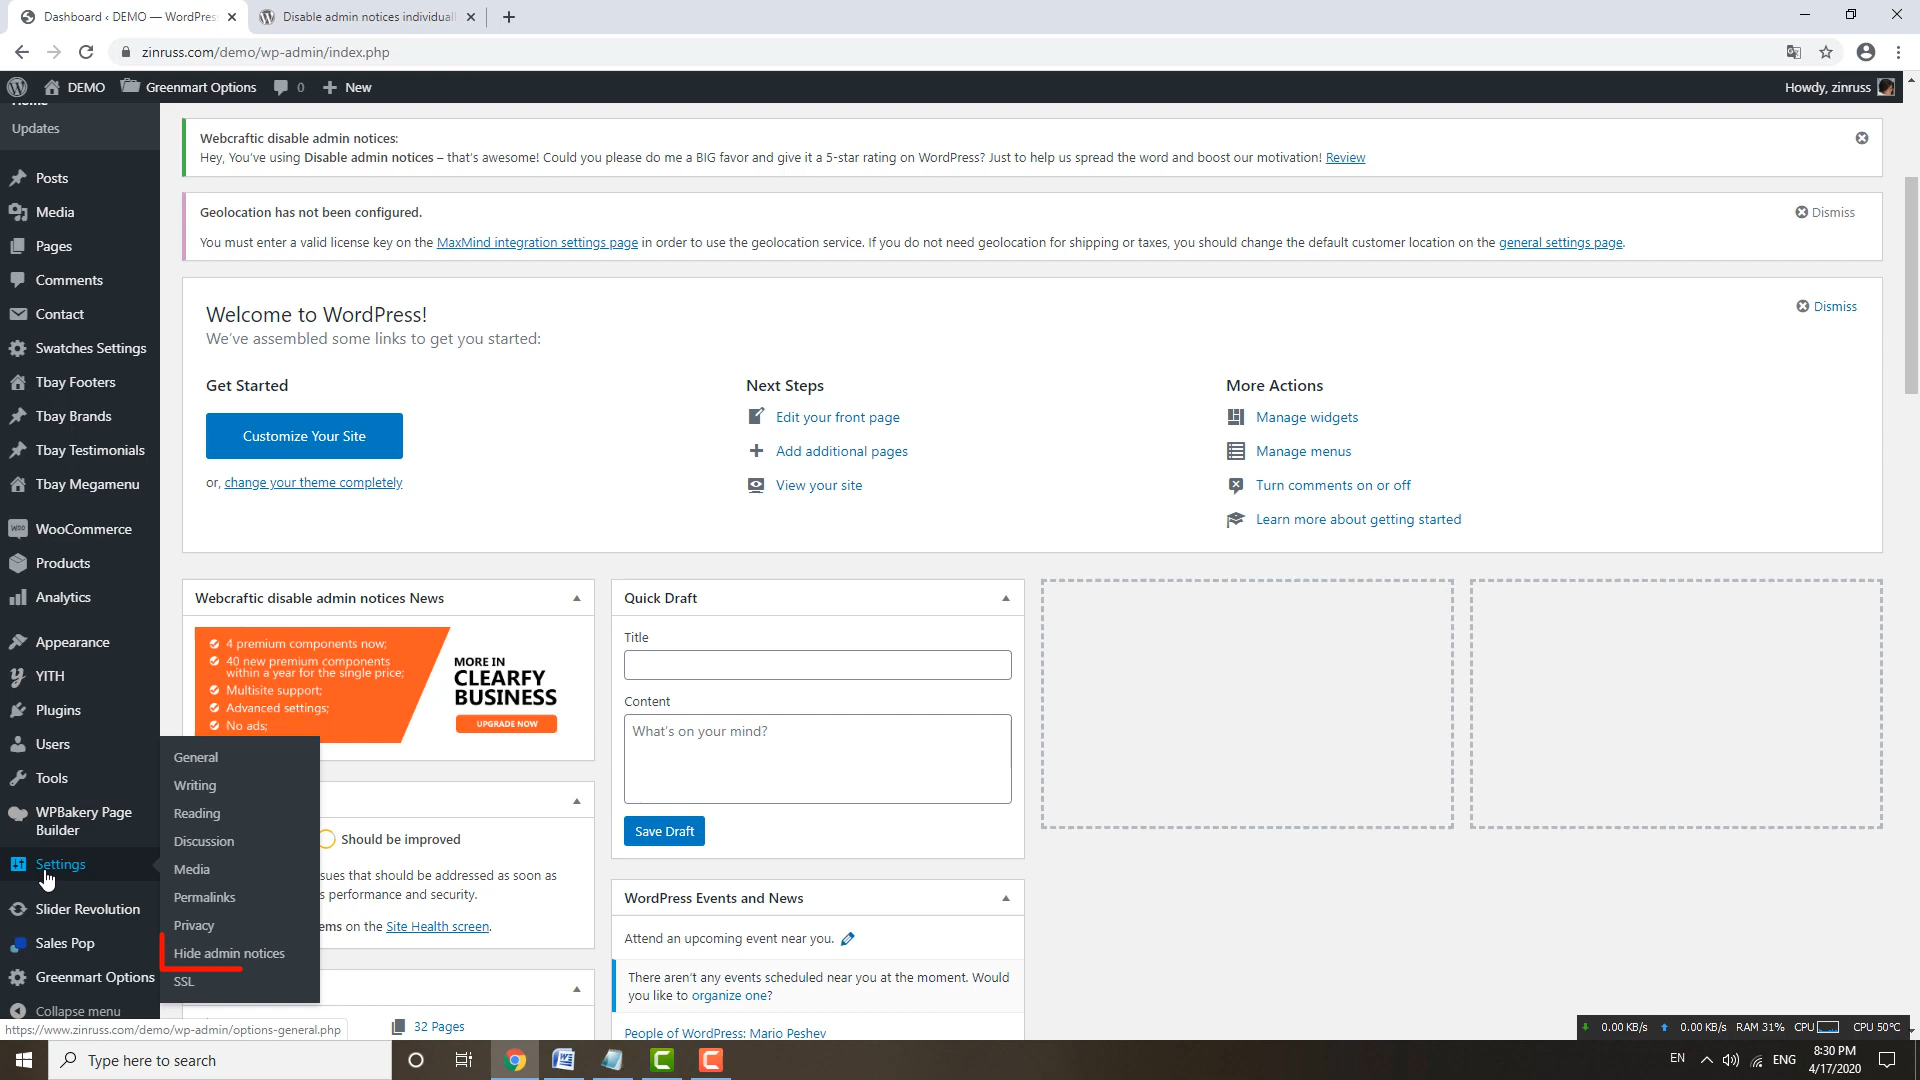 Dashboard ‹ DEMO — WordPress
Disable admin notices individuall
zinruss.com/demo/wp-admin/index.php
DEMO
Greenmart Options
0
New
Howdy, zinruss
Home
Updates
Posts
Media
Pages
Comments
Contact
Swatches Settings
Tbay Footers
Tbay Brands
Tbay Testimonials
Tbay Megamenu
WooCommerce
Products
Analytics
Appearance
YITH
Plugins
Users
Tools
WPBakery Page
Builder
Settings
Slider Revolution
Sales Pop
Greenmart Options
Collapse menu
General
Writing
Reading
Discussion
Media
Permalinks
Privacy
Hide admin notices
SSL
https://www.zinruss.com/demo/wp-admin/options-general.php
Webcraftic disable admin notices:
Hey, You've using Disable admin notices – that's awesome! Could you please do me a BIG favor and give it a 5-star rating on WordPress? Just to help us spread the word and boost our motivation! Review
Geolocation has not been configured.
Dismiss
You must enter a valid license key on the MaxMind integration settings page in order to use the geolocation service. If you do not need geolocation for shipping or taxes, you should change the default customer location on the general settings page.
Welcome to WordPress!
Dismiss
We've assembled some links to get you started:
Get Started
Customize Your Site
or, change your theme completely
Next Steps
Edit your front page
Add additional pages
View your site
More Actions
Manage widgets
Manage menus
Turn comments on or off
Learn more about getting started
Webcraftic disable admin notices News
4 premium components now;
40 new premium components
within a year for the single price;
Multisite support;
Advanced settings;
No ads;
MORE IN
CLEARFY
BUSINESS
UPGRADE NOW
Should be improved
sues that should be addressed as soon as
s performance and security.
ems on the Site Health screen.
32 Pages
Quick Draft
Title
Content
What's on your mind?
Save Draft
WordPress Events and News
Attend an upcoming event near you.
There aren't any events scheduled near you at the moment. Would
you like to organize one?
People of WordPress: Mario Peshev
0.00 KB/s
0.00 KB/s
RAM 31%
CPU
CPU 50°C
Type here to search
EN
ENG
8:30 PM
4/17/2020